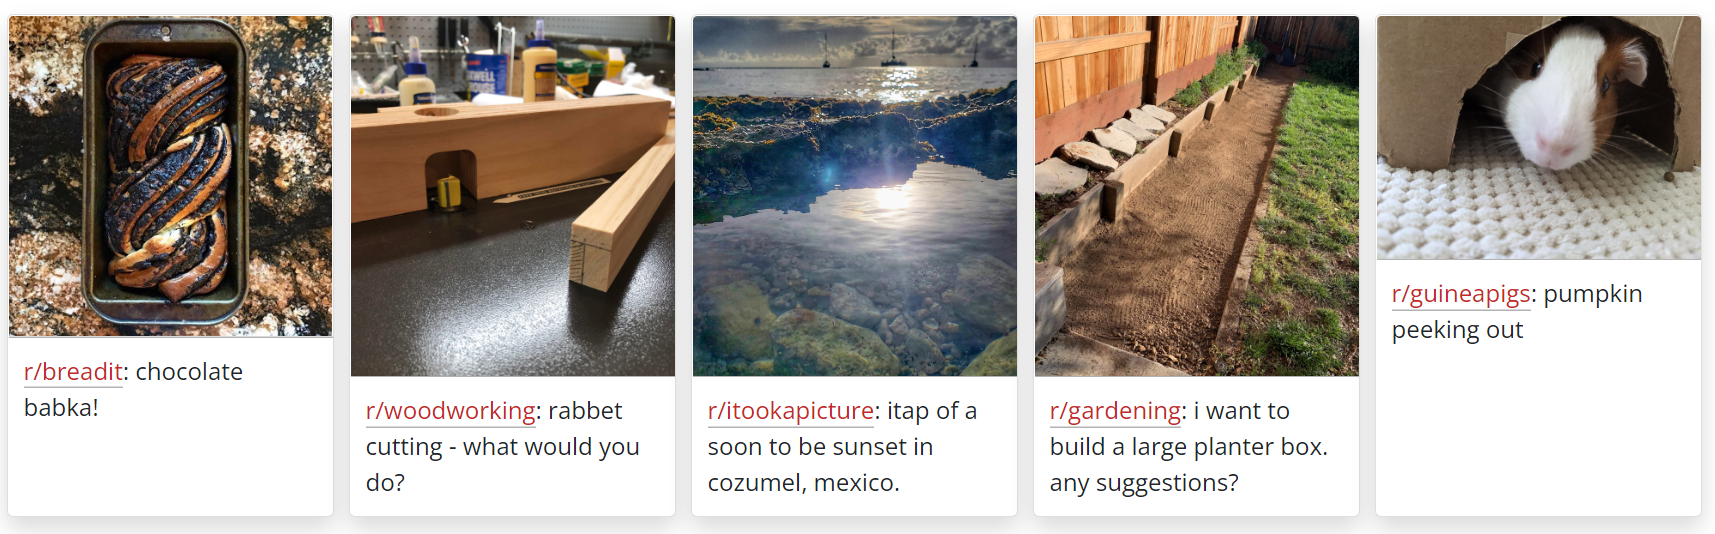 r/breadit: chocolate
babka!
r/woodworking: rabbet
cutting - what would you
do?
r/itookapicture: itap of a
soon to be sunset in
cozumel, mexico.
r/gardening: i want to
build a large planter box.
any suggestions?
r/guineapigs: pumpkin
peeking out